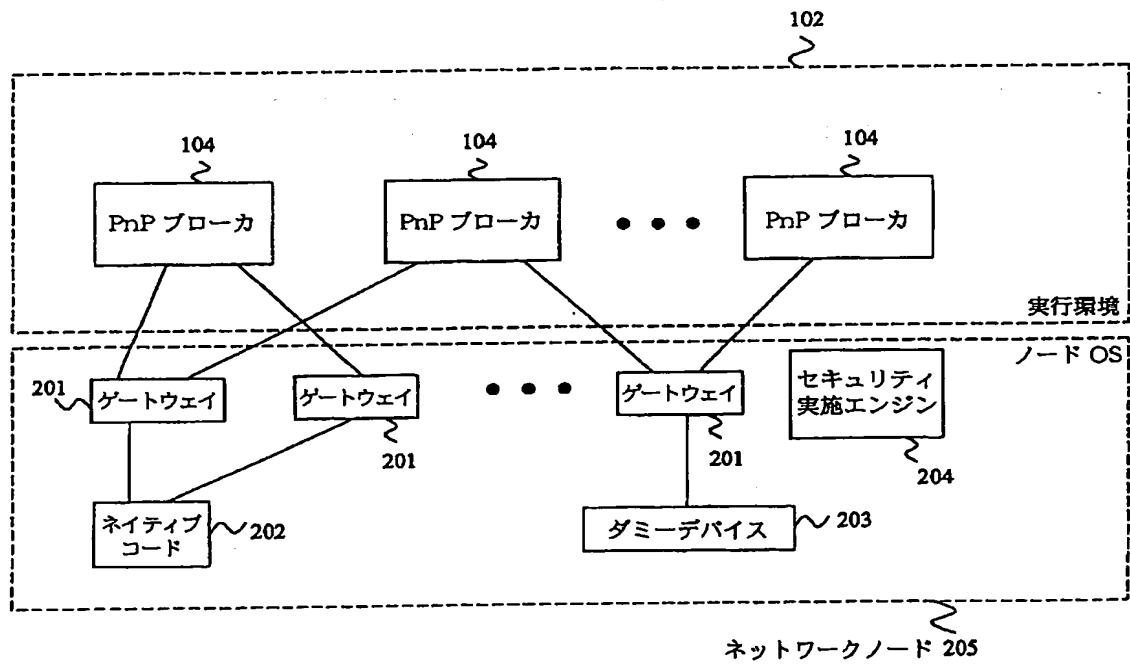 102
104
104
104
PnP ブローカ
PnP ブローカ
PnP ブローカ
実行環境
ノード OS
201
ゲートウェイ
ゲートウェイ
ゲートウェイ
セキュリティ
実施エンジン
201
201
204
ネイティブ
コード
202
ダミーデバイス
203
ネットワークノード 205